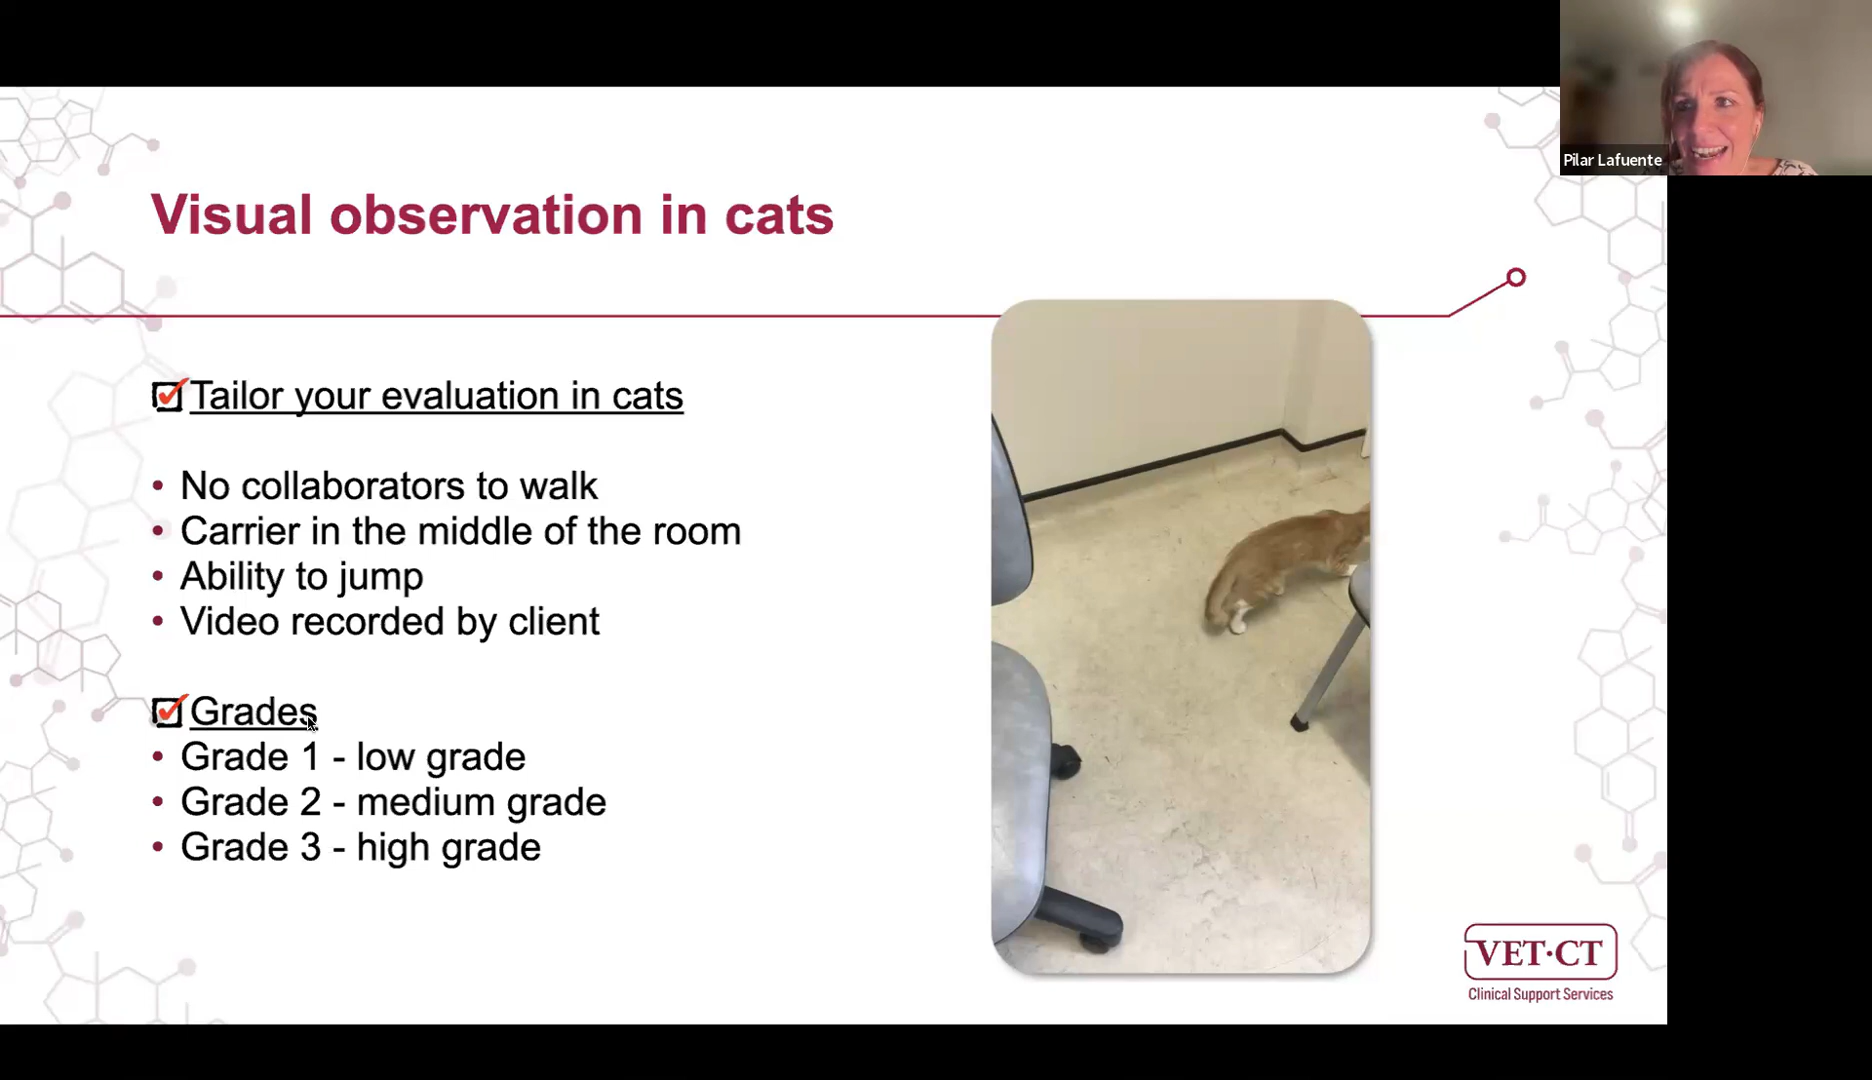 Pilar Lafuente
Visual observation in cats
Tailor your evaluation in cats
• No collaborators to walk
• Carrier in the middle of the room
• Ability to jump
• Video recorded by client
Grades
• Grade 1 - low grade
• Grade 2 - medium grade
• Grade 3 - high grade
VET·CT
Clinical Support Services